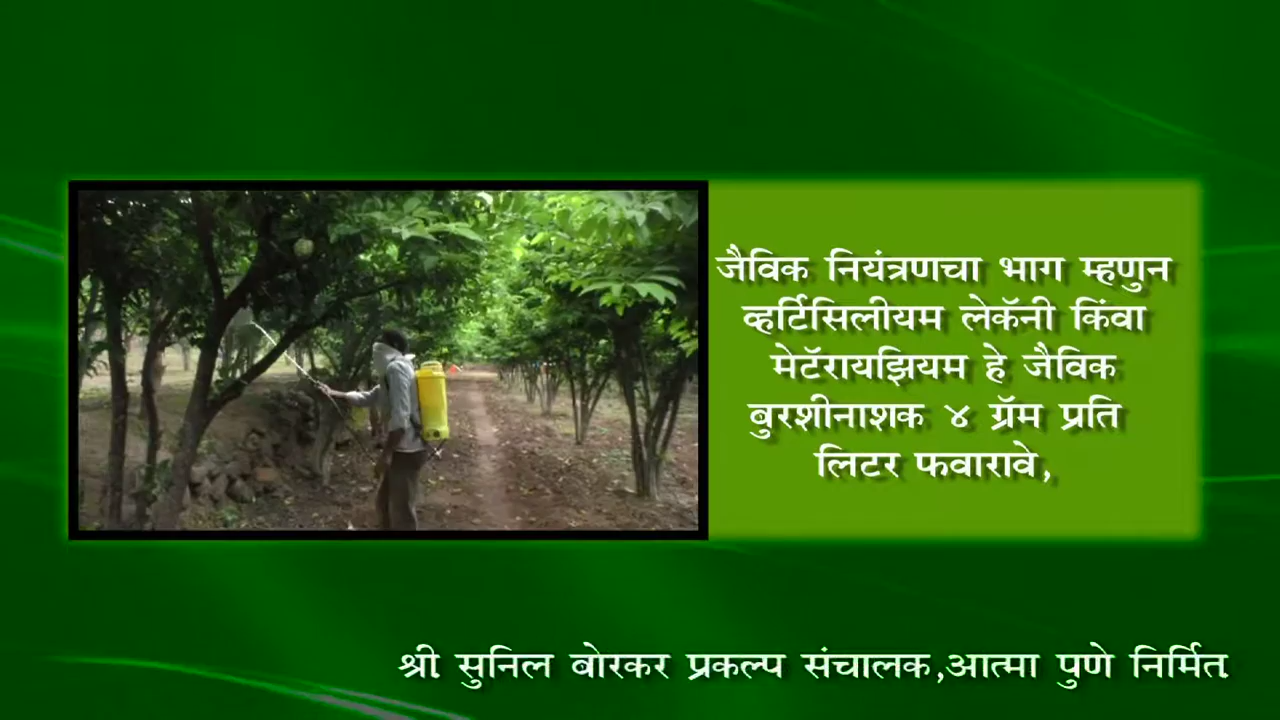 जैविक नियंत्रणचा भाग म्हणुन
व्हर्टिसिलीयम लेकॅनी किंवा
मेटॅरायझियम हे जैविक
बुरशीनाशक ४ ग्रॅम प्रति
लिटर फवारावे,
श्री सुनिल बोरकर प्रकल्प संचालक,आत्मा पुणे निर्मित